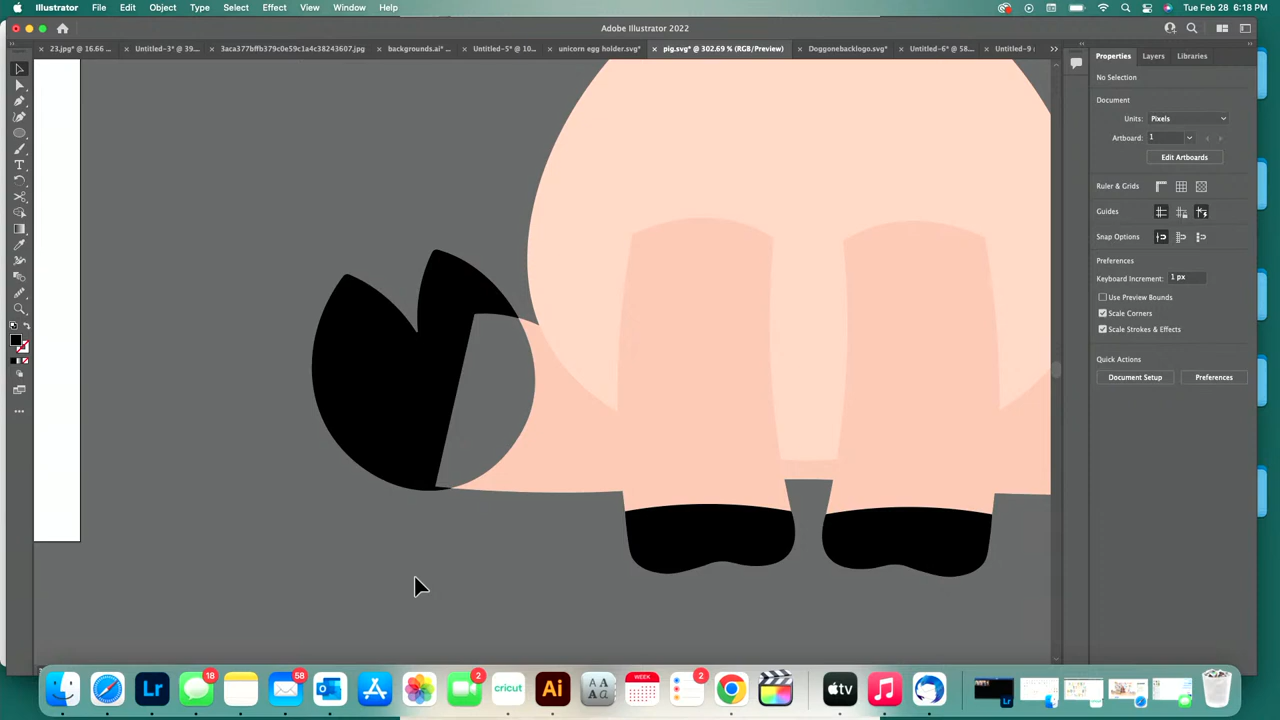 Illustrator File Edit Object Type Select Effect View Window Help Tue Feb 28 6:18 PM
Adobe Illustrator 2022
23.jpg* @ 16.66 ... Untitled-3* @ 39.... 3aca377bffb379c0e59c1a4c38243607.jpg backgrounds.ai* ... Untitled-5* @ 10... unicorn egg holder.svg* pig.svg* @ 302.69 % (RGB/Preview) Doggonebacklogo.svg* Untitled-6* @ 58.... Untitled-9
Properties Layers Libraries
No Selection
Document
Units: Pixels
Artboard: 1
Edit Artboards
Ruler & Grids
Guides
Snap Options
Preferences
Keyboard Increment: 1 px
Use Preview Bounds
Scale Corners
Scale Strokes & Effects
Quick Actions
Document Setup Preferences
18 58 2 WEEK 2
Lr cricut Ai tv